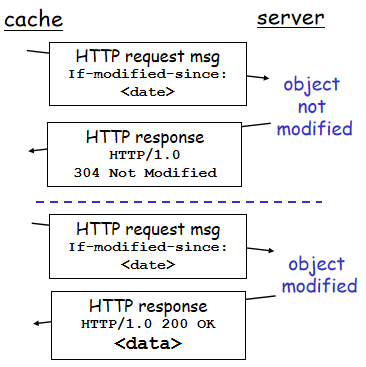 cache
server
HTTP request msg
If-modified-since:
<date>
object
not
modified
HTTP response
HTTP/1.0
304 Not Modified
HTTP request msg
If-modified-since:
<date>
object
modified
HTTP response
HTTP/1.0 200 OK
<data>